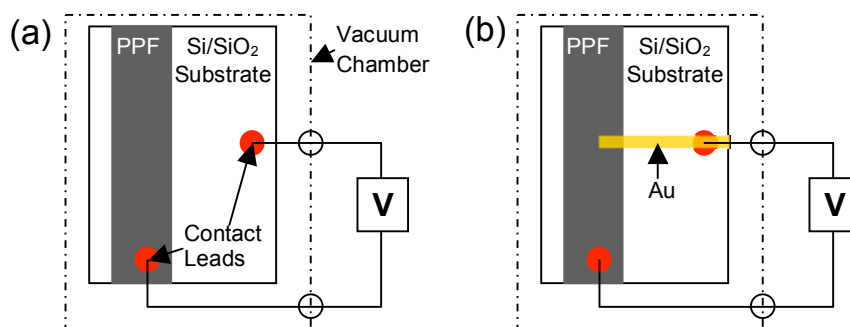 (a)
PPF
Si/SiO₂
Substrate
Vacuum
Chamber
Contact
Leads
V
(b)
PPF
Si/SiO₂
Substrate
Au
V